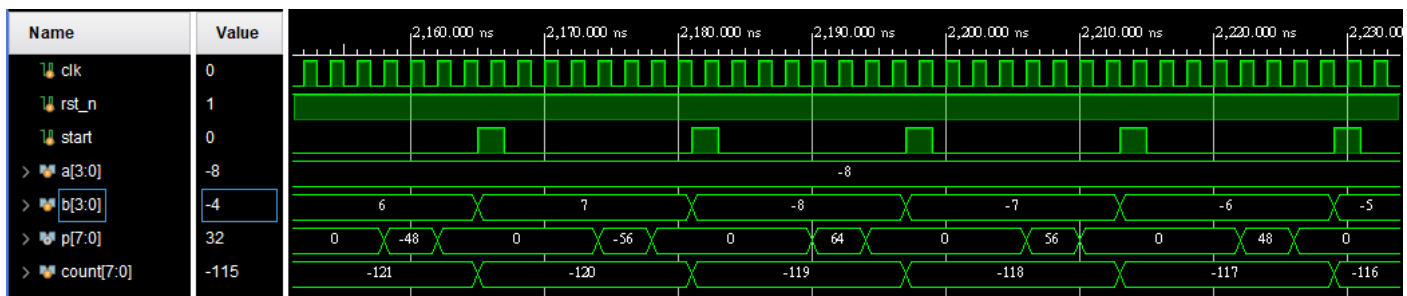 Name Value 2,160.000 ns 2,170.000 ns 2,180.000 ns 2,190.000 ns 2,200.000 ns 2,210.000 ns 2,220.000 ns 2,230.00
clk 0
rst_n 1
start 0
a[3:0] -8 -8
b[3:0] -4 6 7 -8 -7 -6 -5
p[7:0] 32 0 -48 0 -56 0 64 0 56 0 48 0
count[7:0] -115 -121 -120 -119 -118 -117 -116